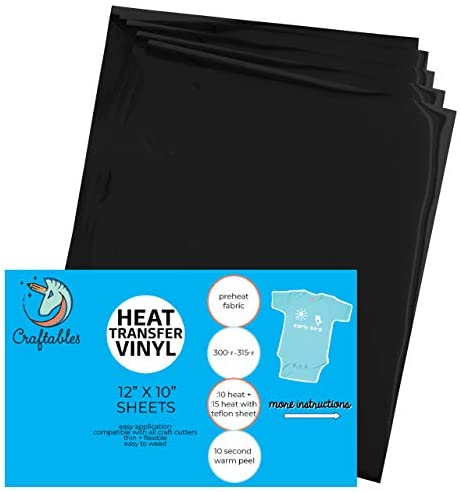 Craftables
HEAT
TRANSFER
VINYL
12" X 10"
SHEETS
easy application
compatible with all craft cutters
thin + flexible
easy to weed
preheat
fabric
300°F-315°F
:10 heat +
:15 heat with
teflon sheet
10 second
warm peel
early bird
more instructions